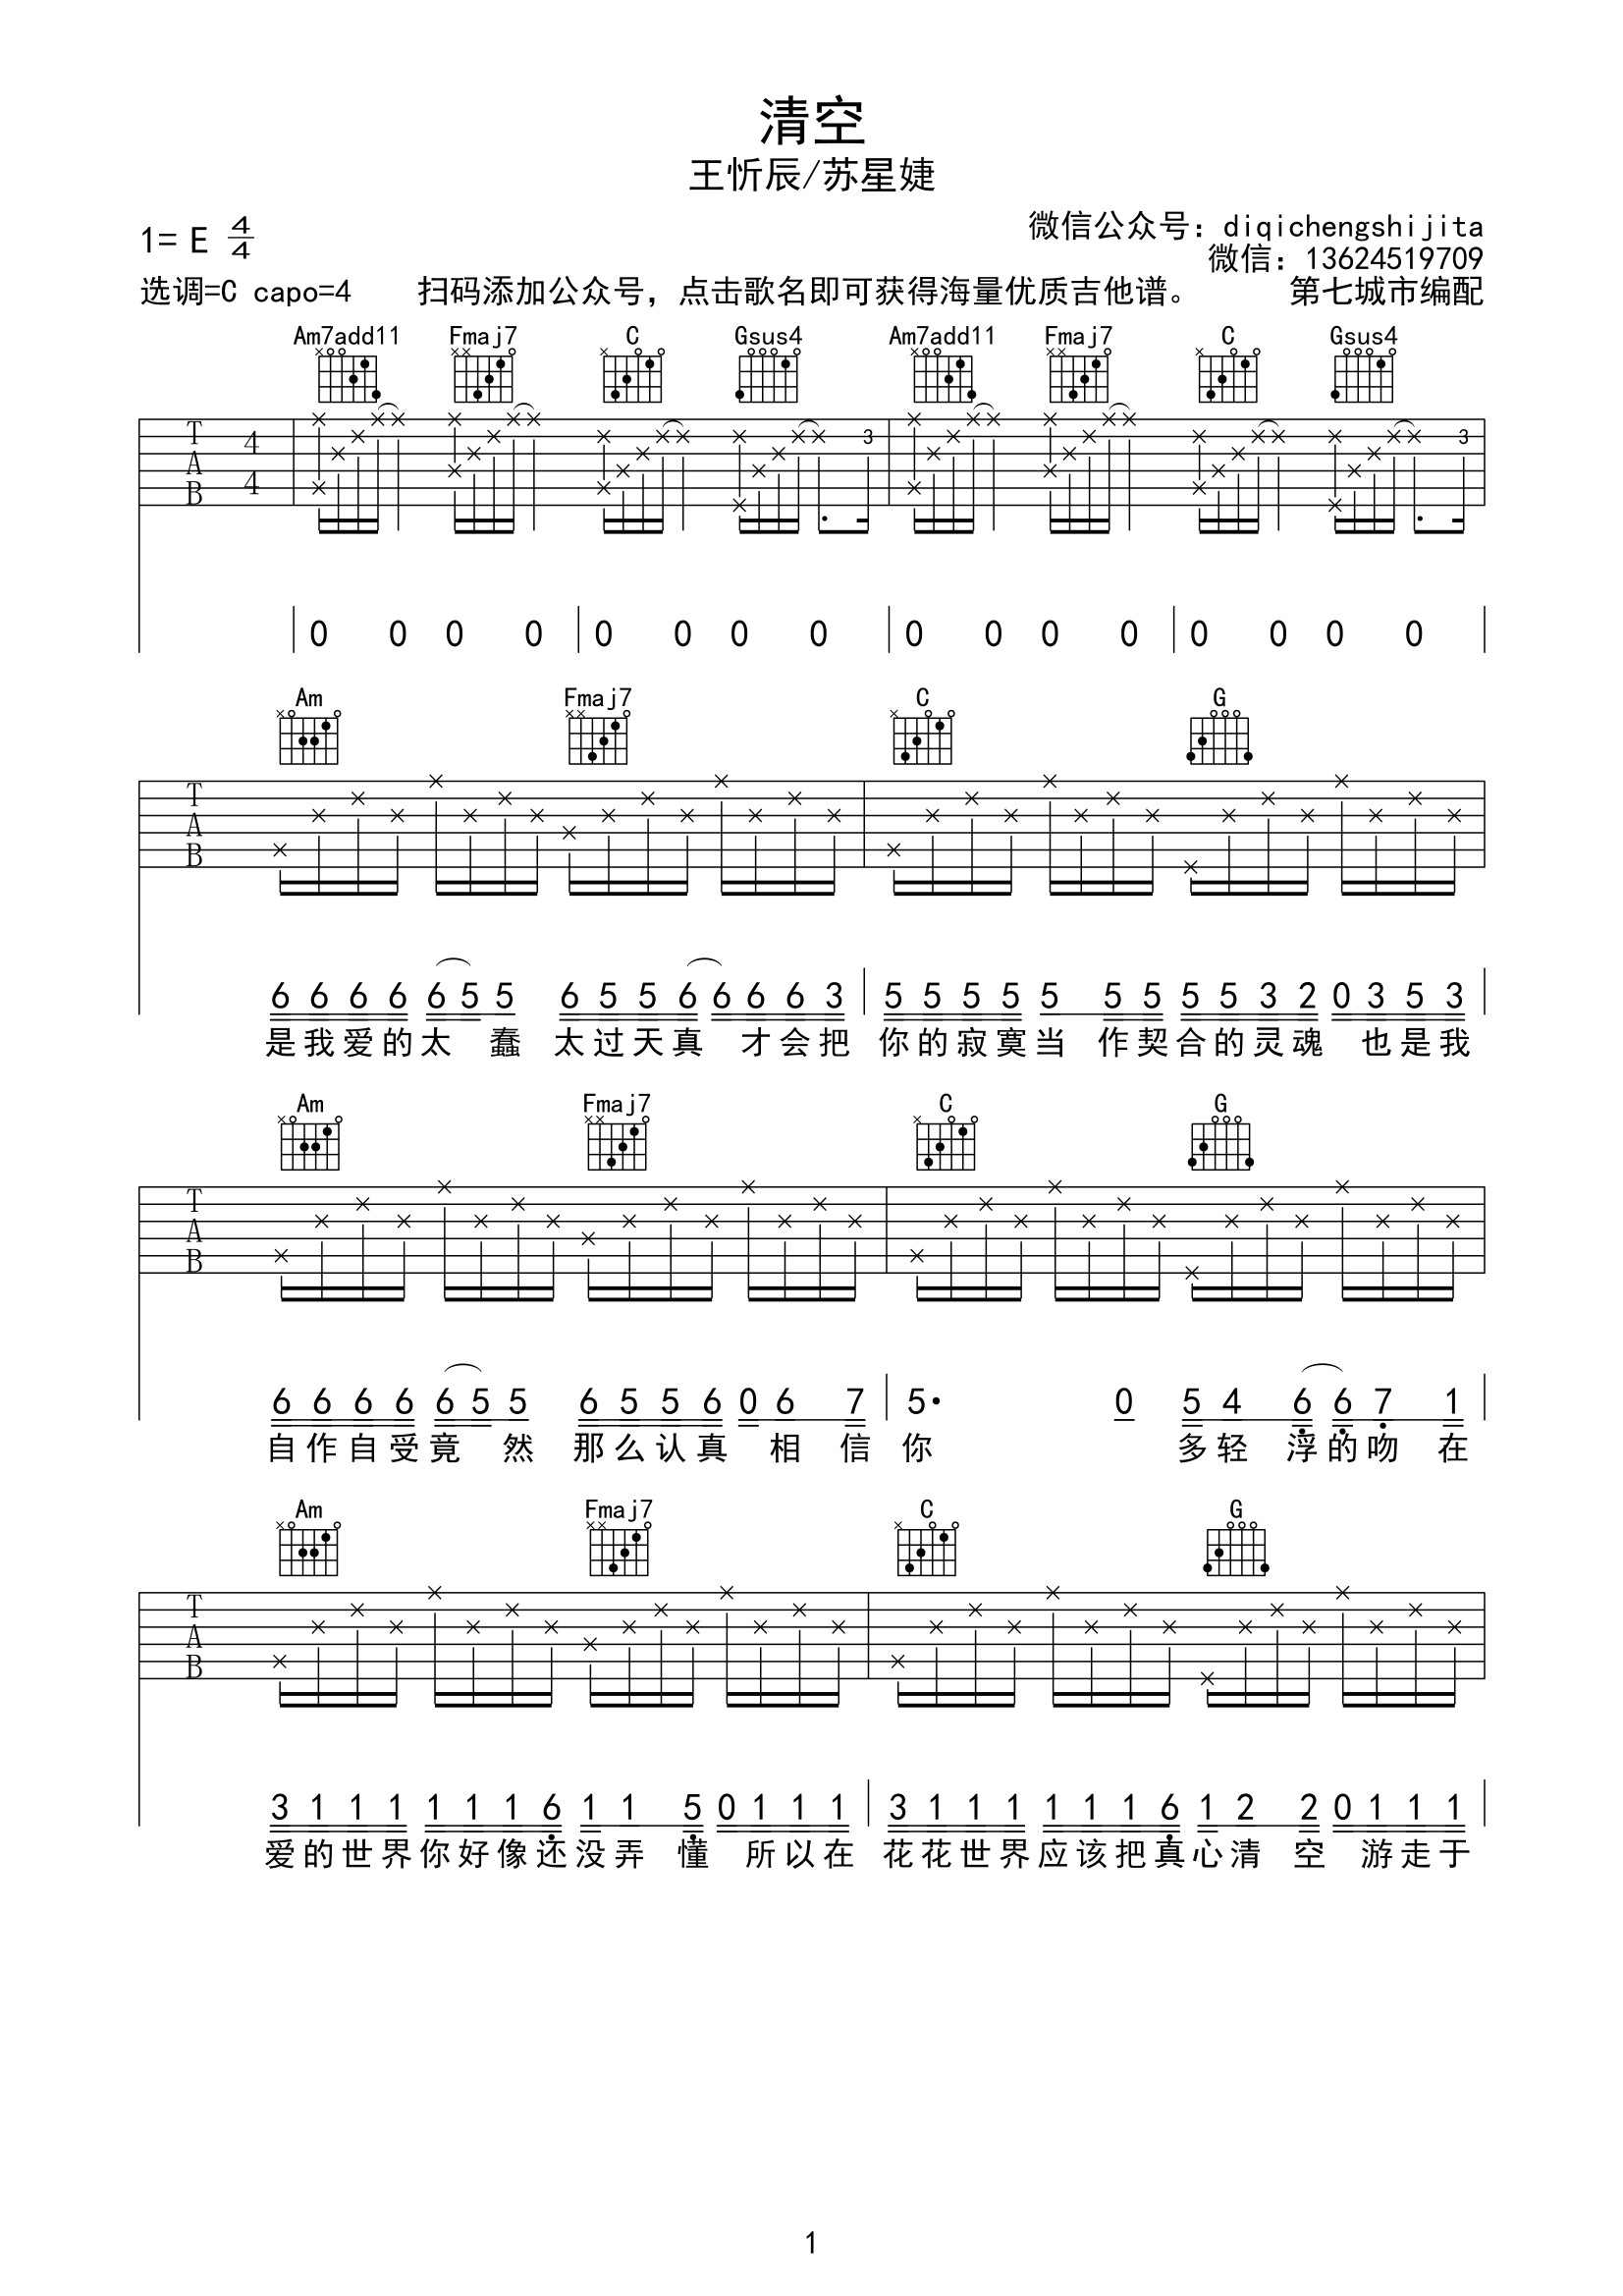 清空
王忻辰/苏星婕
1= E 4/4
微信公众号：diqichengshijita
微信：13624519709
选调=C capo=4 扫码添加公众号，点击歌名即可获得海量优质吉他谱。 第七城市编配
Am7add11 Fmaj7 C Gsus4 Am7add11 Fmaj7 C Gsus4
T A B 4 4 3 3
0 0 0 0 0 0 0 0 0 0 0 0 0 0 0 0
Am Fmaj7 C G
T A B
6 6 6 6 6 5 5 6 5 5 6 6 6 6 3 5 5 5 5 5 5 5 5 5 3 2 0 3 5 3
是我爱的太 蠢 太过天真 才会把 你的寂寞当 作契合的灵魂 也是我
Am Fmaj7 C G
T A B
6 6 6 6 6 5 5 6 5 5 6 0 6 7 5· 0 5 4 6 6 7 1
自作自受竟 然 那么认真 相 信 你 多轻 浮的吻 在
Am Fmaj7 C G
T A B
3 1 1 1 1 1 1 6 1 1 5 0 1 1 1 3 1 1 1 1 1 1 6 1 2 2 0 1 1 1
爱的世界你好像还没弄 懂 所以在 花花世界应该把真心清 空 游走于
1